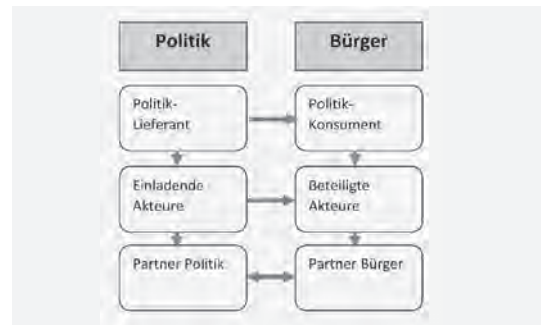 Politik
Bürger
Politik-
Lieferant
Politik-
Konsument
Einladende
Akteure
Beteiligte
Akteure
Partner Politik
Partner Bürger